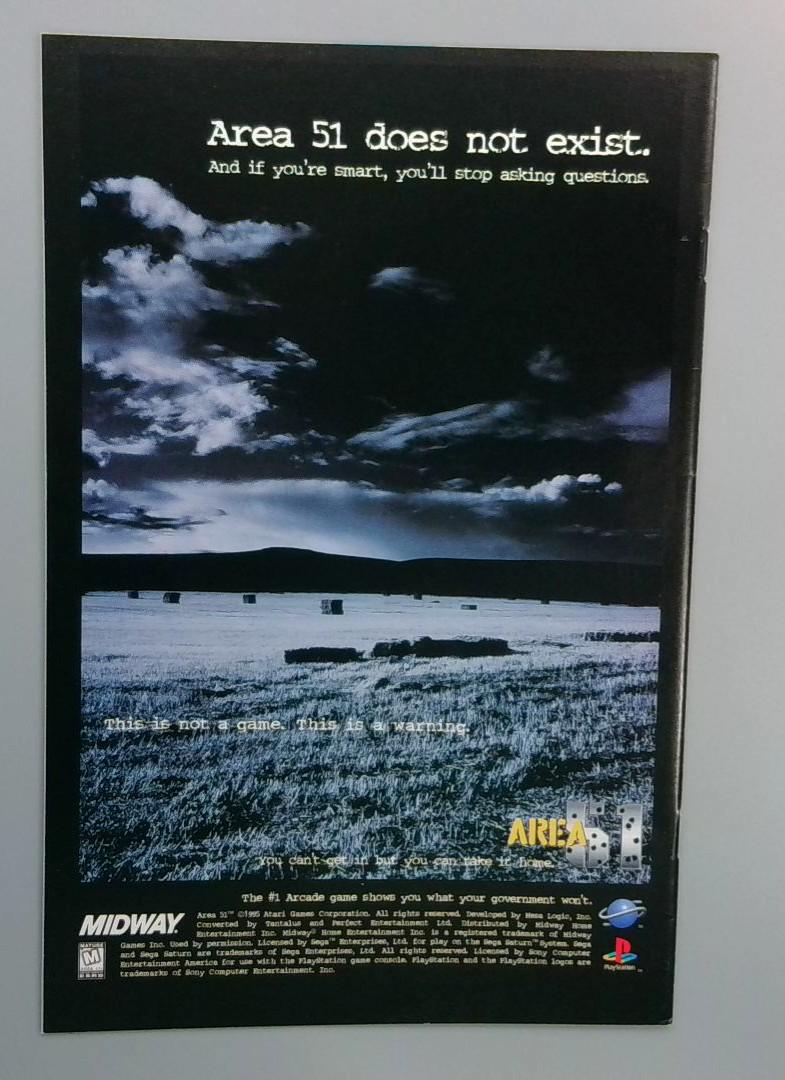 Area 51 does not exist.
And if you're smart, you'll stop asking questions.
This is not a game. This is a warning.
AREA 51
You can't get in but you can take it home.
The #1 Arcade game shows you what your government won't.
MIDWAY
Area 51™ ©1995 Atari Games Corporation. All rights reserved. Developed by Mesa Logic, Inc.
Converted by Tantalus and Perfect Entertainment Ltd. Distributed by Midway Home
Entertainment Inc. Midway® Home Entertainment Inc. is a registered trademark of Midway
Games Inc. Used by permission. Licensed by Sega™ Enterprises, Ltd. for play on the Sega Saturn™ System. Sega
and Sega Saturn are trademarks of Sega Enterprises, Ltd. All rights reserved. Licensed by Sony Computer
Entertainment America for use with the PlayStation game console. PlayStation and the PlayStation logos are
trademarks of Sony Computer Entertainment, Inc.
MATURE
M
PlayStation